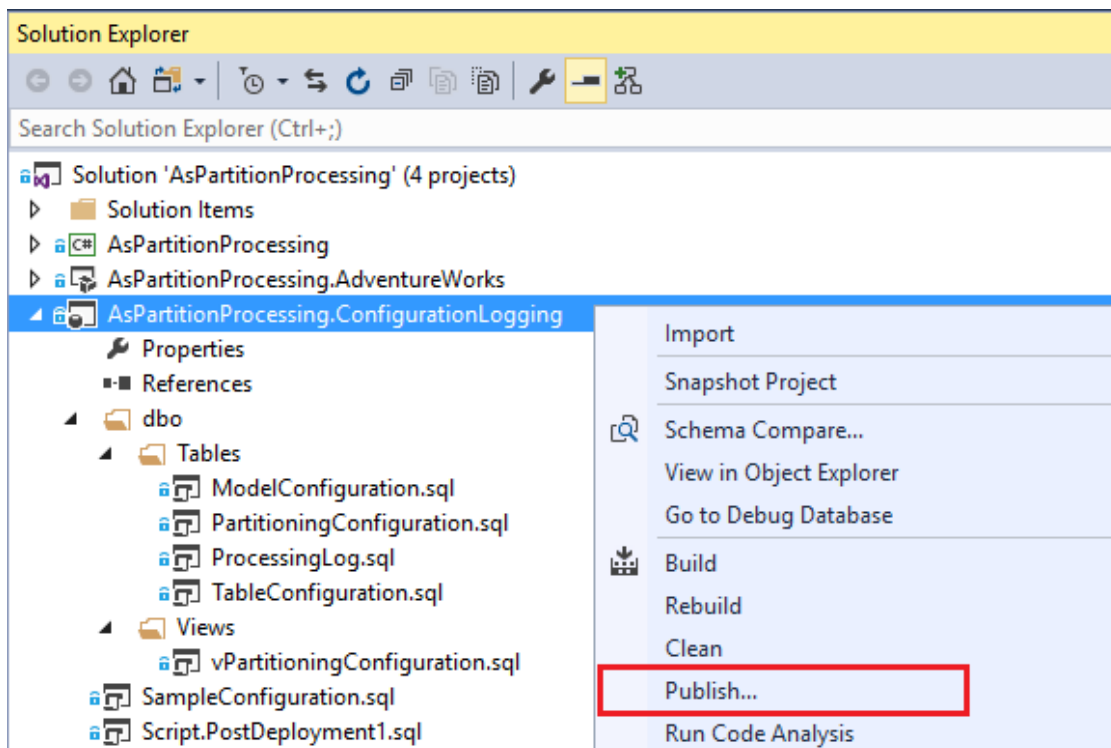 Solution Explorer
Search Solution Explorer (Ctrl+;)
Solution 'AsPartitionProcessing' (4 projects)
Solution Items
C# AsPartitionProcessing
AsPartitionProcessing.AdventureWorks
AsPartitionProcessing.ConfigurationLogging
Properties
References
dbo
Tables
ModelConfiguration.sql
PartitioningConfiguration.sql
ProcessingLog.sql
TableConfiguration.sql
Views
vPartitioningConfiguration.sql
SampleConfiguration.sql
Script.PostDeployment1.sql
Import
Snapshot Project
Schema Compare...
View in Object Explorer
Go to Debug Database
Build
Rebuild
Clean
Publish...
Run Code Analysis